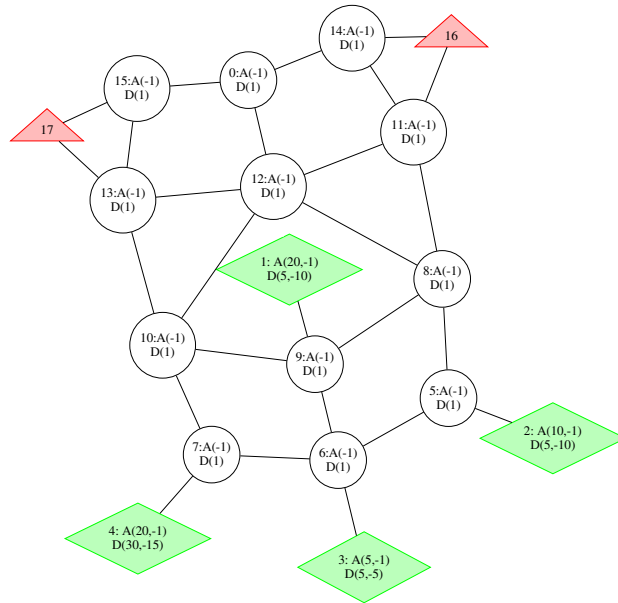 14:A(-1)
D(1)
16
15:A(-1)
D(1)
0:A(-1)
D(1)
11:A(-1)
D(1)
17
13:A(-1)
D(1)
12:A(-1)
D(1)
1: A(20,-1)
D(5,-10)
8:A(-1)
D(1)
10:A(-1)
D(1)
9:A(-1)
D(1)
5:A(-1)
D(1)
2: A(10,-1)
D(5,-10)
7:A(-1)
D(1)
6:A(-1)
D(1)
4: A(20,-1)
D(30,-15)
3: A(5,-1)
D(5,-5)